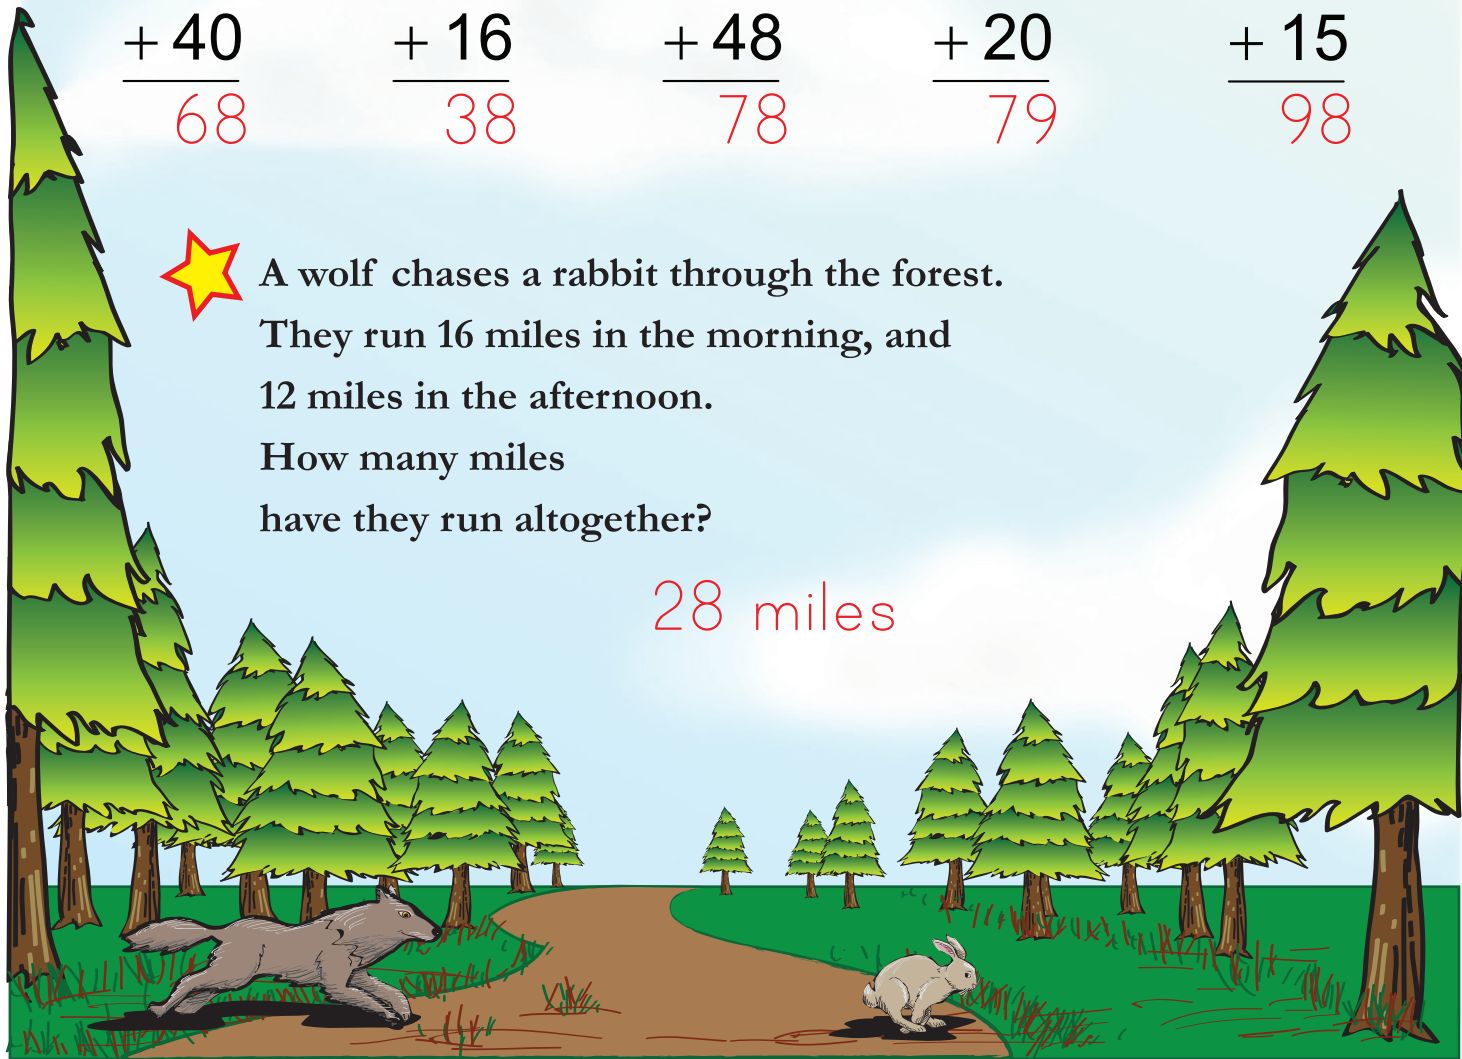 + 40 + 16 + 48 + 20 + 15
68 38 78 79 98
A wolf chases a rabbit through the forest.
They run 16 miles in the morning, and
12 miles in the afternoon.
How many miles
have they run altogether?
28 miles